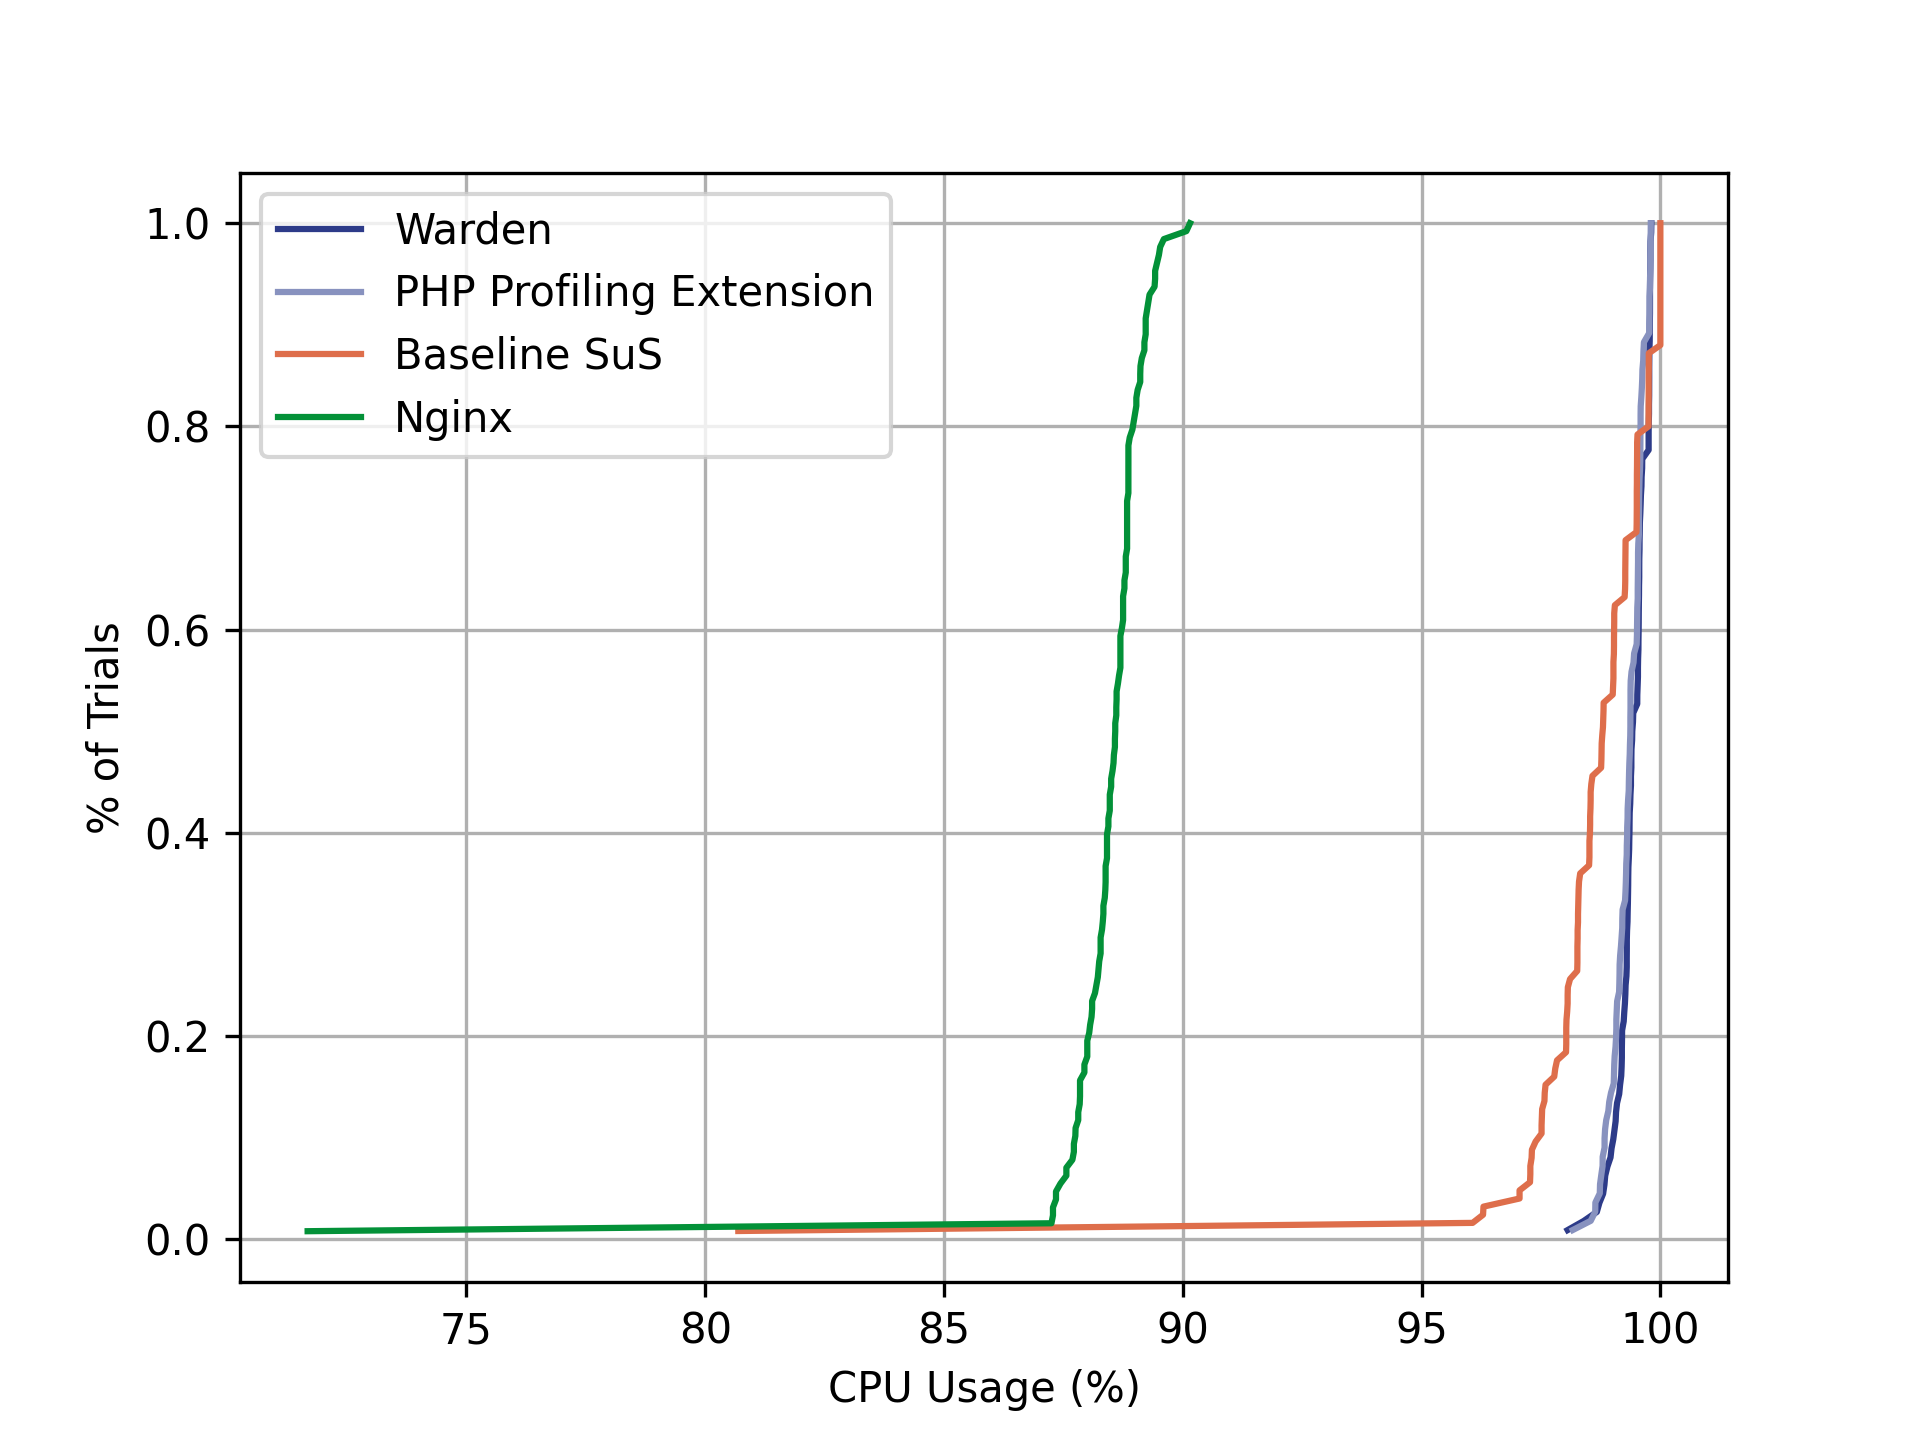 Warden
PHP Profiling Extension
Baseline SuS
Nginx
1.0
0.8
0.6
0.4
0.2
0.0
% of Trials
75 80 85 90 95 100
CPU Usage (%)